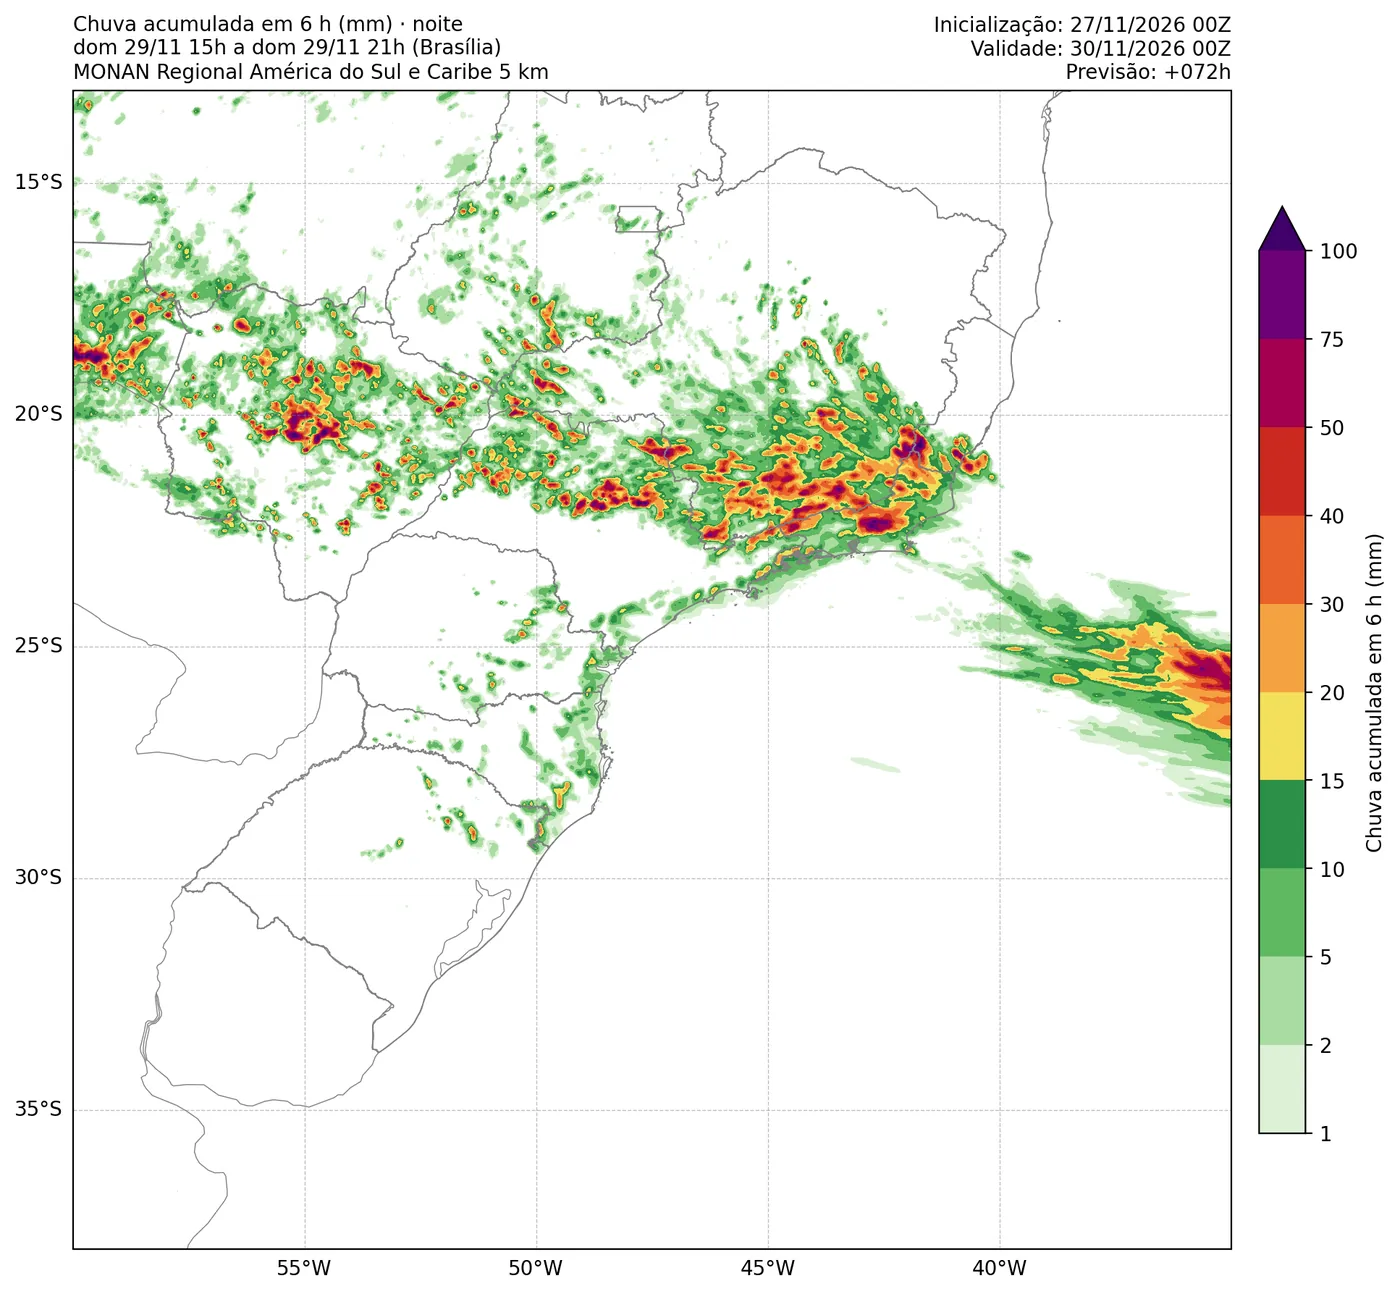 Chuva acumulada em 6 h (mm) · noite
dom 29/11 15h a dom 29/11 21h (Brasília)
MONAN Regional América do Sul e Caribe 5 km
Inicialização: 27/11/2026 00Z
Validade: 30/11/2026 00Z
Previsão: +072h
15°S
20°S
25°S
30°S
35°S
55°W
50°W
45°W
40°W
100
75
50
40
30
20
15
10
5
2
1
Chuva acumulada em 6 h (mm)